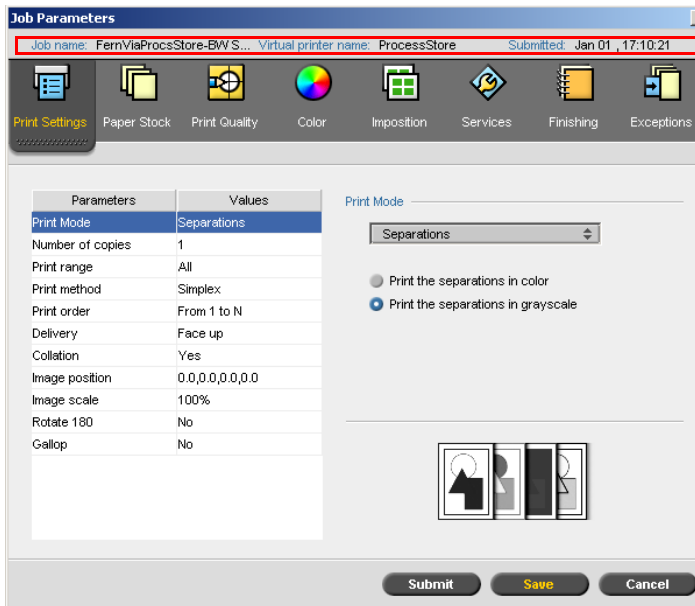 Job Parameters
Job name: FernViaProcsStore-BW S... Virtual printer name: ProcessStore Submitted: Jan 01 , 17:10:21
Print Settings Paper Stock Print Quality Color Imposition Services Finishing Exceptions
Parameters Values
Print Mode Separations
Number of copies 1
Print range All
Print method Simplex
Print order From 1 to N
Delivery Face up
Collation Yes
Image position 0.0,0.0,0.0,0.0
Image scale 100%
Rotate 180 No
Gallop No
Print Mode
Separations
Print the separations in color
Print the separations in grayscale
Submit Save Cancel